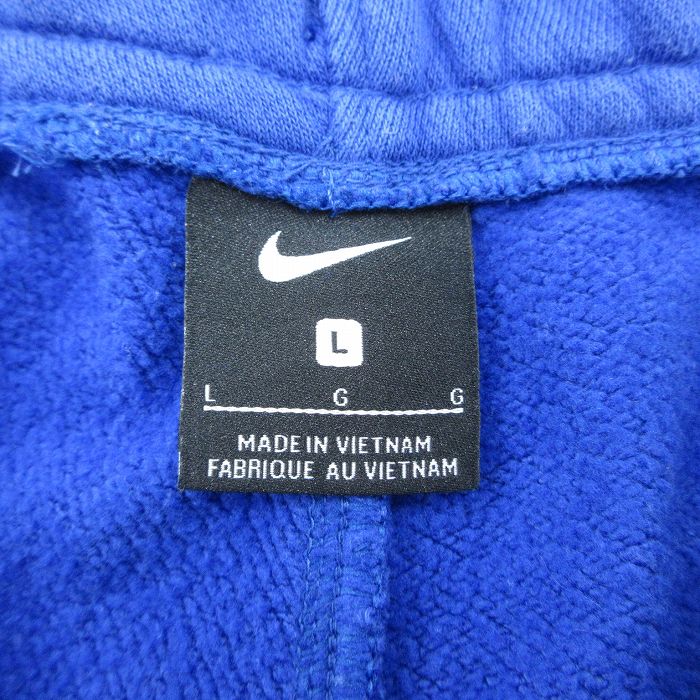 L
L G G
MADE IN VIETNAM
FABRIQUE AU VIETNAM